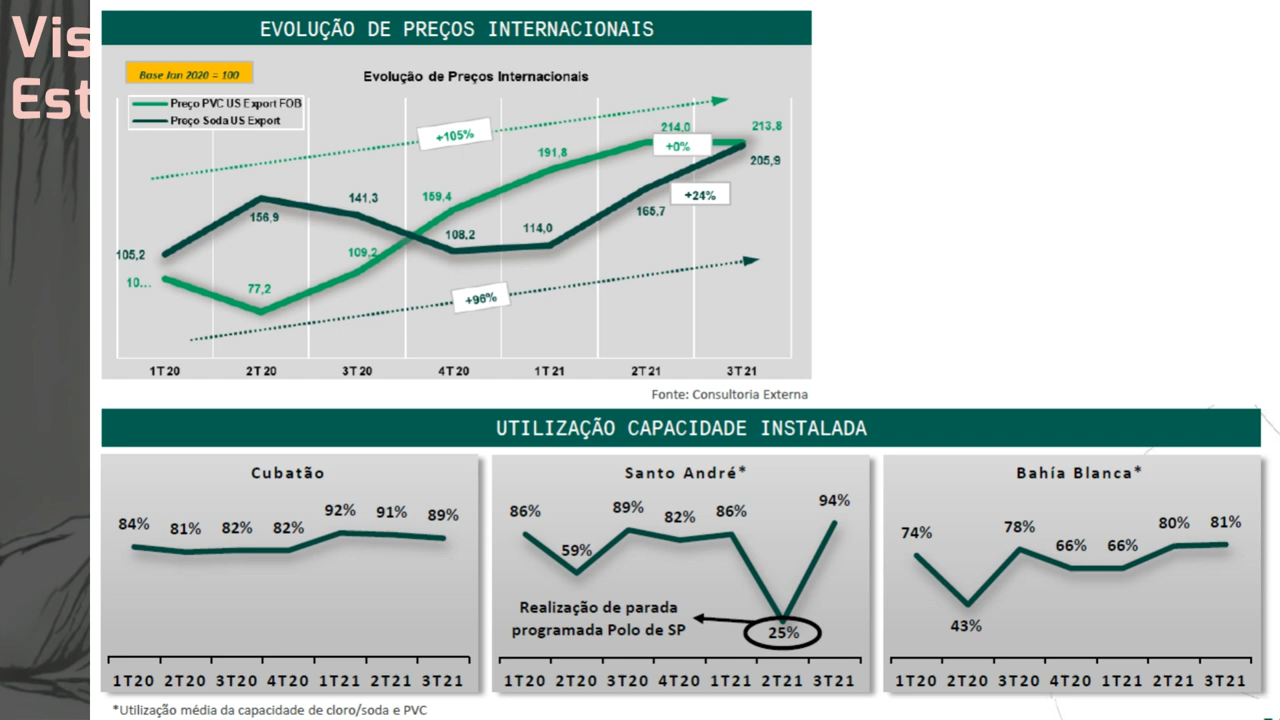 Vis
Est
EVOLUÇÃO DE PREÇOS INTERNACIONAIS
Base Jan 2020 = 100
Evolução de Preços Internacionais
Preço PVC US Export FOB
Preço Soda US Export
+105%
214,0
213,8
+0%
191,8
205,9
159,4
141,3
+24%
156,9
165,7
108,2
114,0
109,2
105,2
10...
77,2
+96%
1T20 2T20 3T20 4T20 1T21 2T21 3T21
Fonte: Consultoria Externa
UTILIZAÇÃO CAPACIDADE INSTALADA
Cubatão
84% 81% 82% 82% 92% 91% 89%
1T20 2T20 3T20 4T20 1T21 2T21 3T21
Santo André*
86% 59% 89% 82% 86% 25% 94%
Realização de parada
programada Polo de SP
1T20 2T20 3T20 4T20 1T21 2T21 3T21
Bahía Blanca*
74% 43% 78% 66% 66% 80% 81%
1T20 2T20 3T20 4T20 1T21 2T21 3T21
*Utilização média da capacidade de cloro/soda e PVC